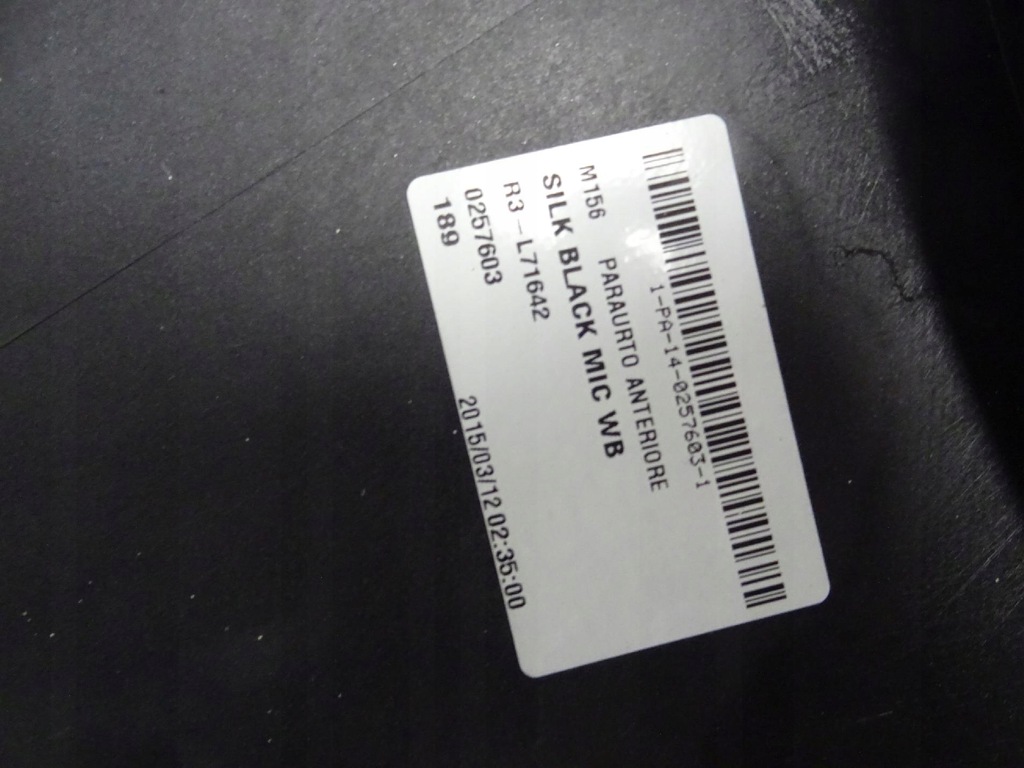 1-PA-14-0257603-1
M156 PARAURTO ANTERIORE
SILK BLACK MIC WB
R3-L71642
0257603
189 2015/03/12 02:35:00